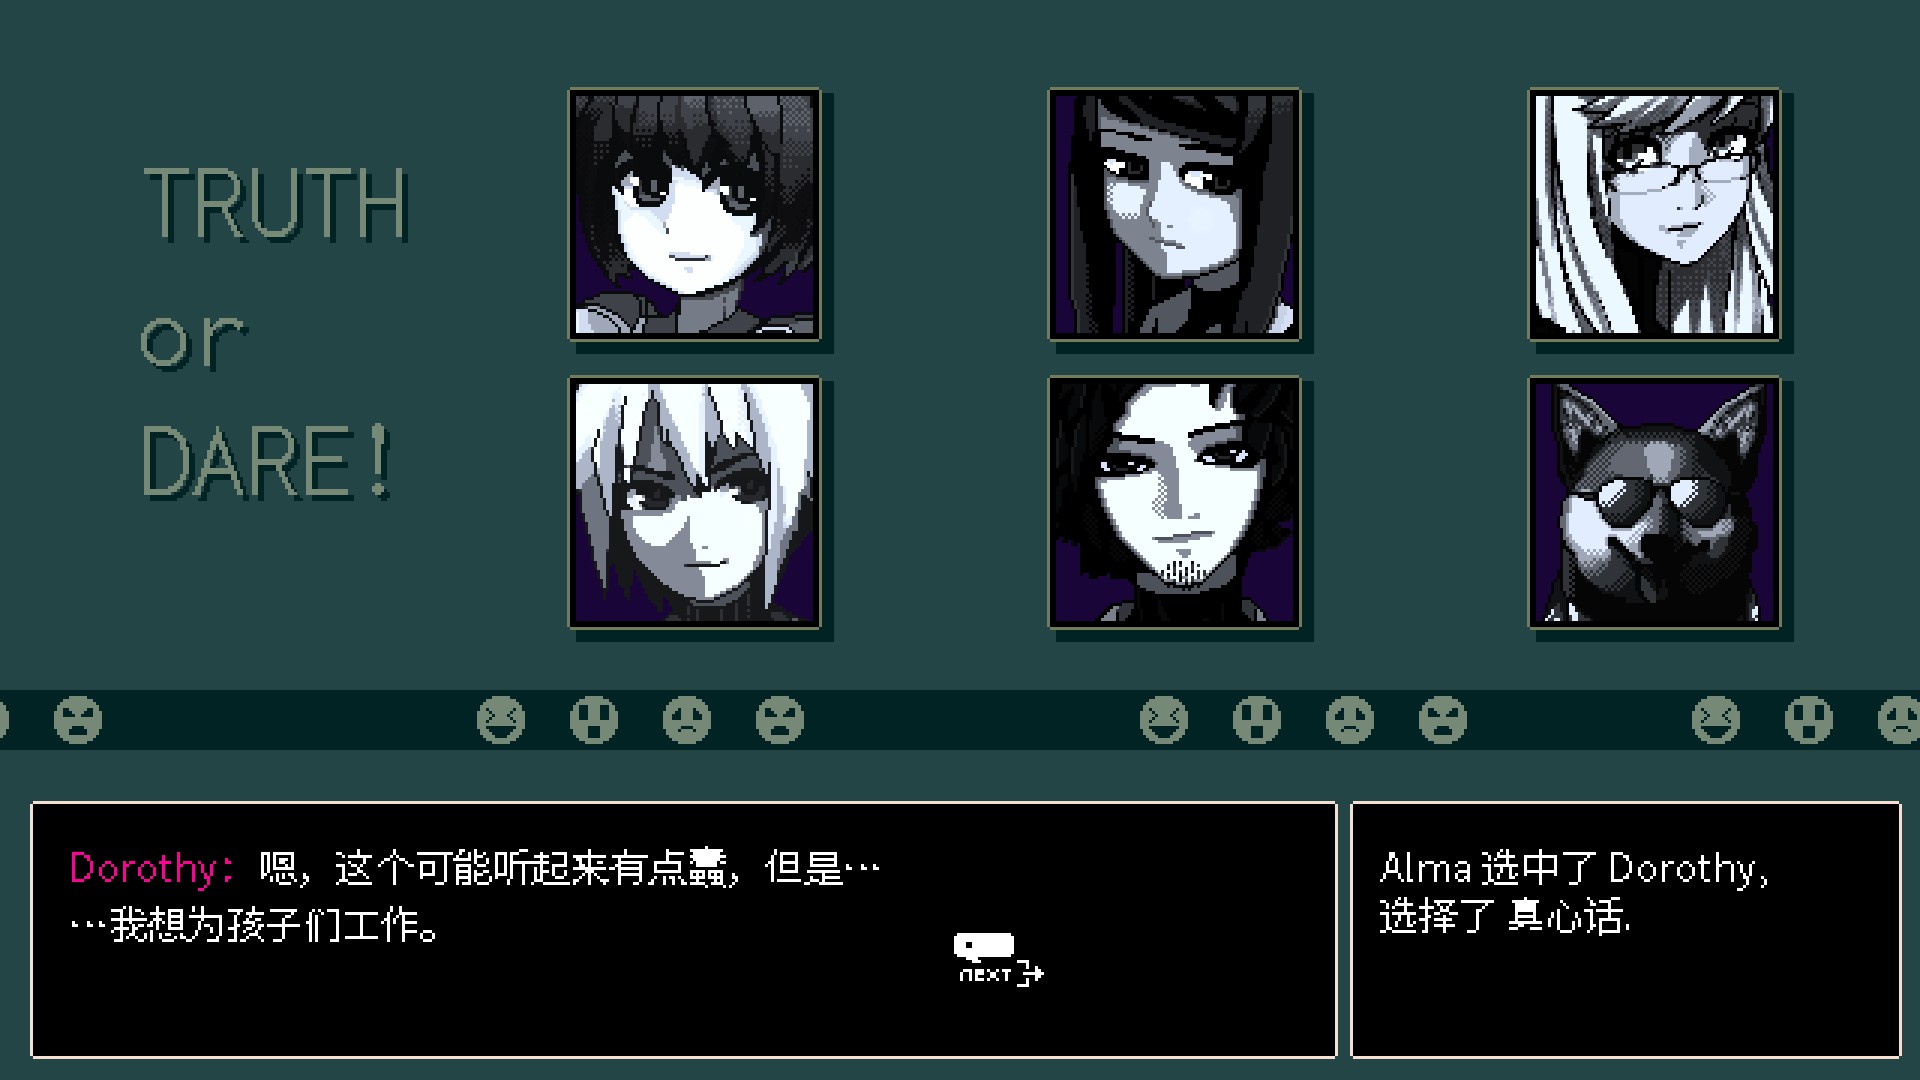 TRUTH
or
DARE!
Dorothy: 嗯，这个可能听起来有点蠢，但是…
…我想为孩子们工作。
NEXT
Alma 选中了 Dorothy,
选择了 真心话.